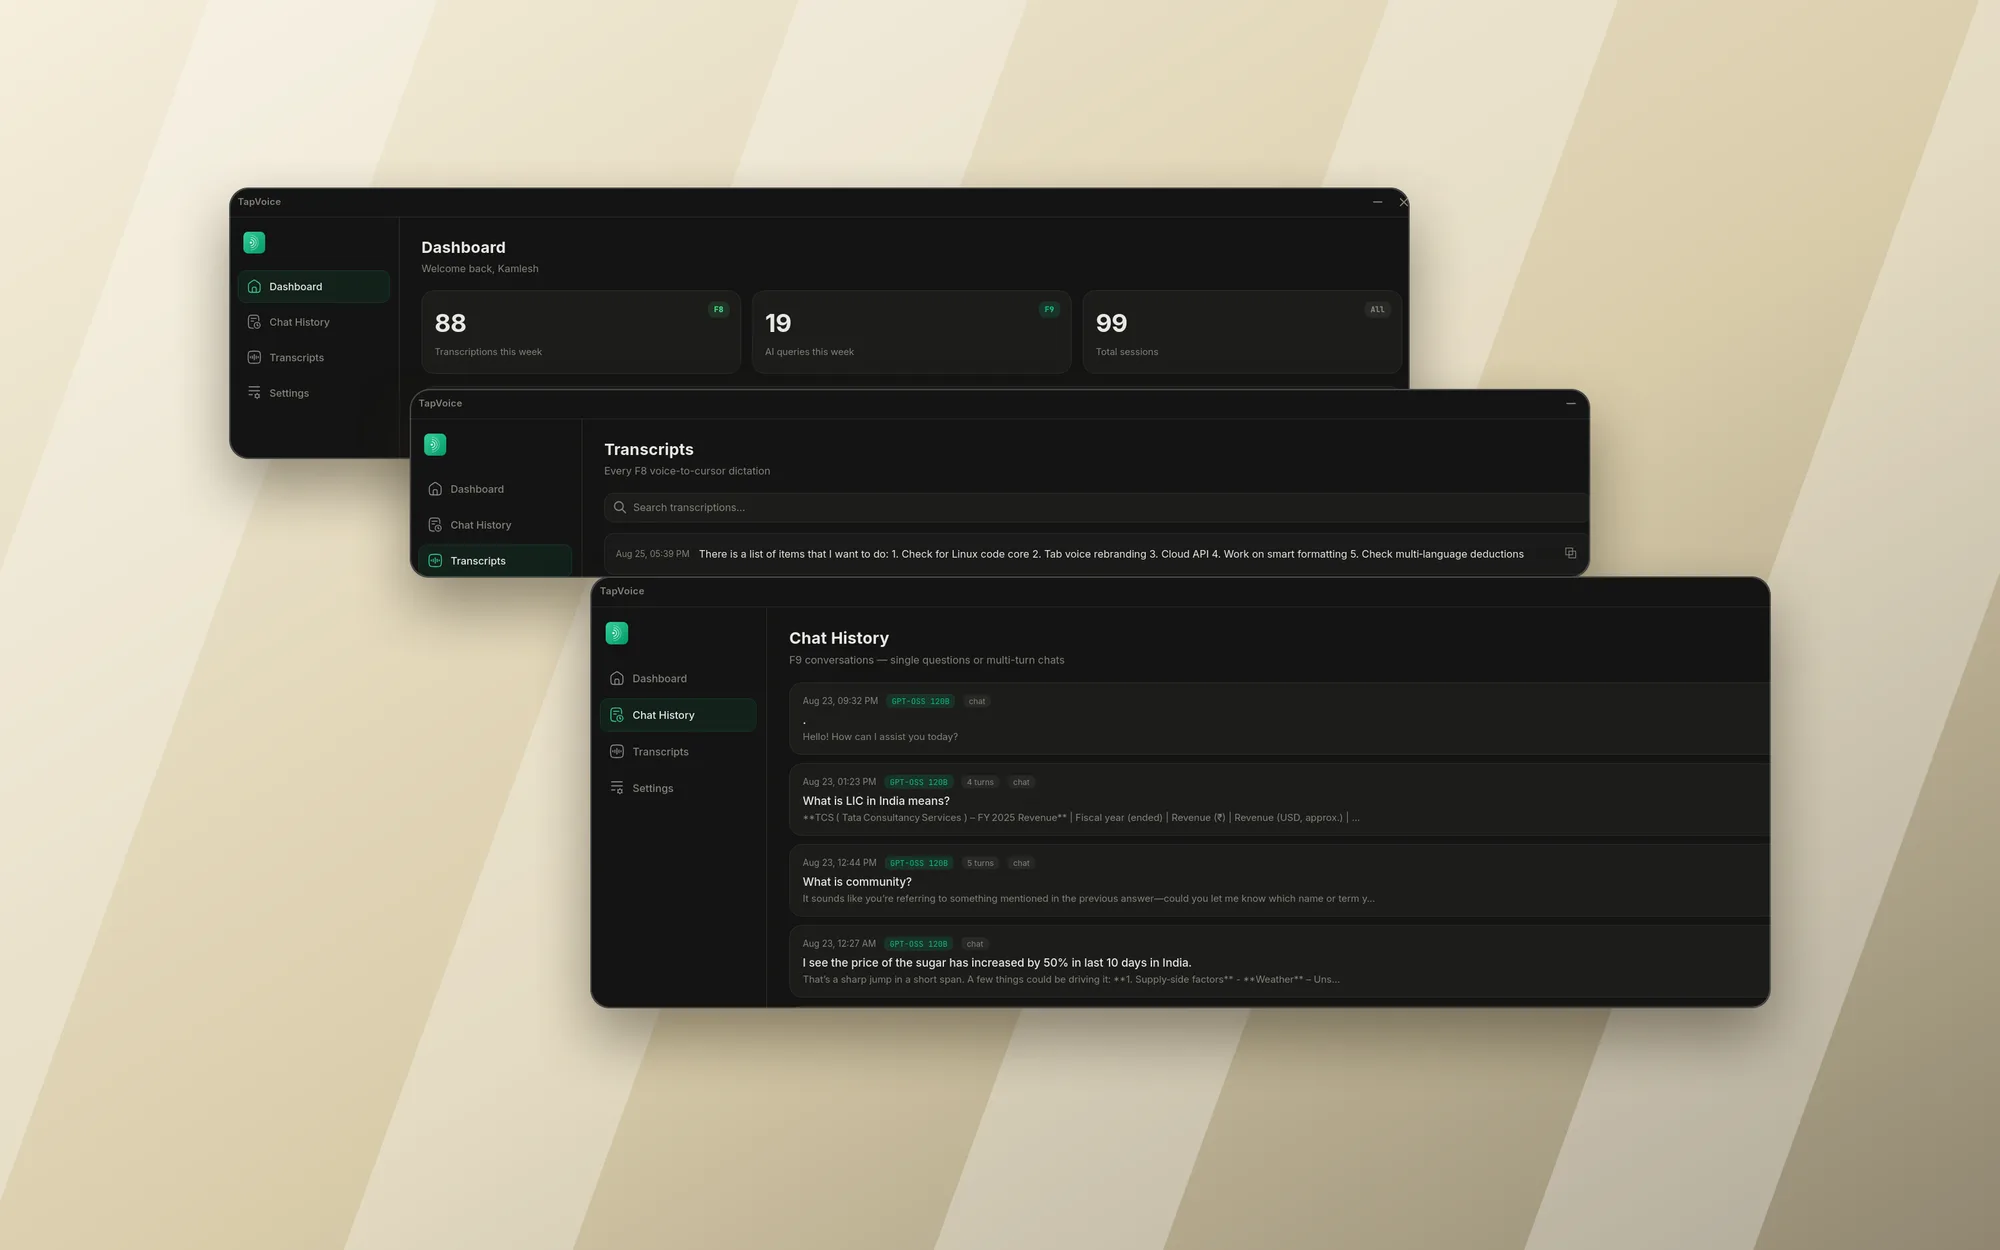 TapVoice
Dashboard
Chat History
Transcripts
Settings
Dashboard
Welcome back, Kamlesh
88
F8
Transcriptions this week
19
F9
AI queries this week
99
All
Total sessions
TapVoice
Dashboard
Chat History
Transcripts
Transcripts
Every F8 voice-to-cursor dictation
Search transcriptions...
Aug 25, 05:39 PM There is a list of items that I want to do: 1. Check for Linux code core 2. Tab voice rebranding 3. Cloud API 4. Work on smart formatting 5. Check multi-language deductions
TapVoice
Dashboard
Chat History
Transcripts
Settings
Chat History
F9 conversations — single questions or multi-turn chats
Aug 23, 09:32 PM GPT-OSS 120B chat
.
Hello! How can I assist you today?
Aug 23, 01:23 PM GPT-OSS 120B 4 turns chat
What is LIC in India means?
**TCS ( Tata Consultancy Services ) – FY 2025 Revenue** | Fiscal year (ended) | Revenue (₹) | Revenue (USD, approx.) | ...
Aug 23, 12:44 PM GPT-OSS 120B 5 turns chat
What is community?
It sounds like you're referring to something mentioned in the previous answer—could you let me know which name or term y...
Aug 23, 12:27 AM GPT-OSS 120B chat
I see the price of the sugar has increased by 50% in last 10 days in India.
That's a sharp jump in a short span. A few things could be driving it: **1. Supply-side factors** - **Weather** – Uns...